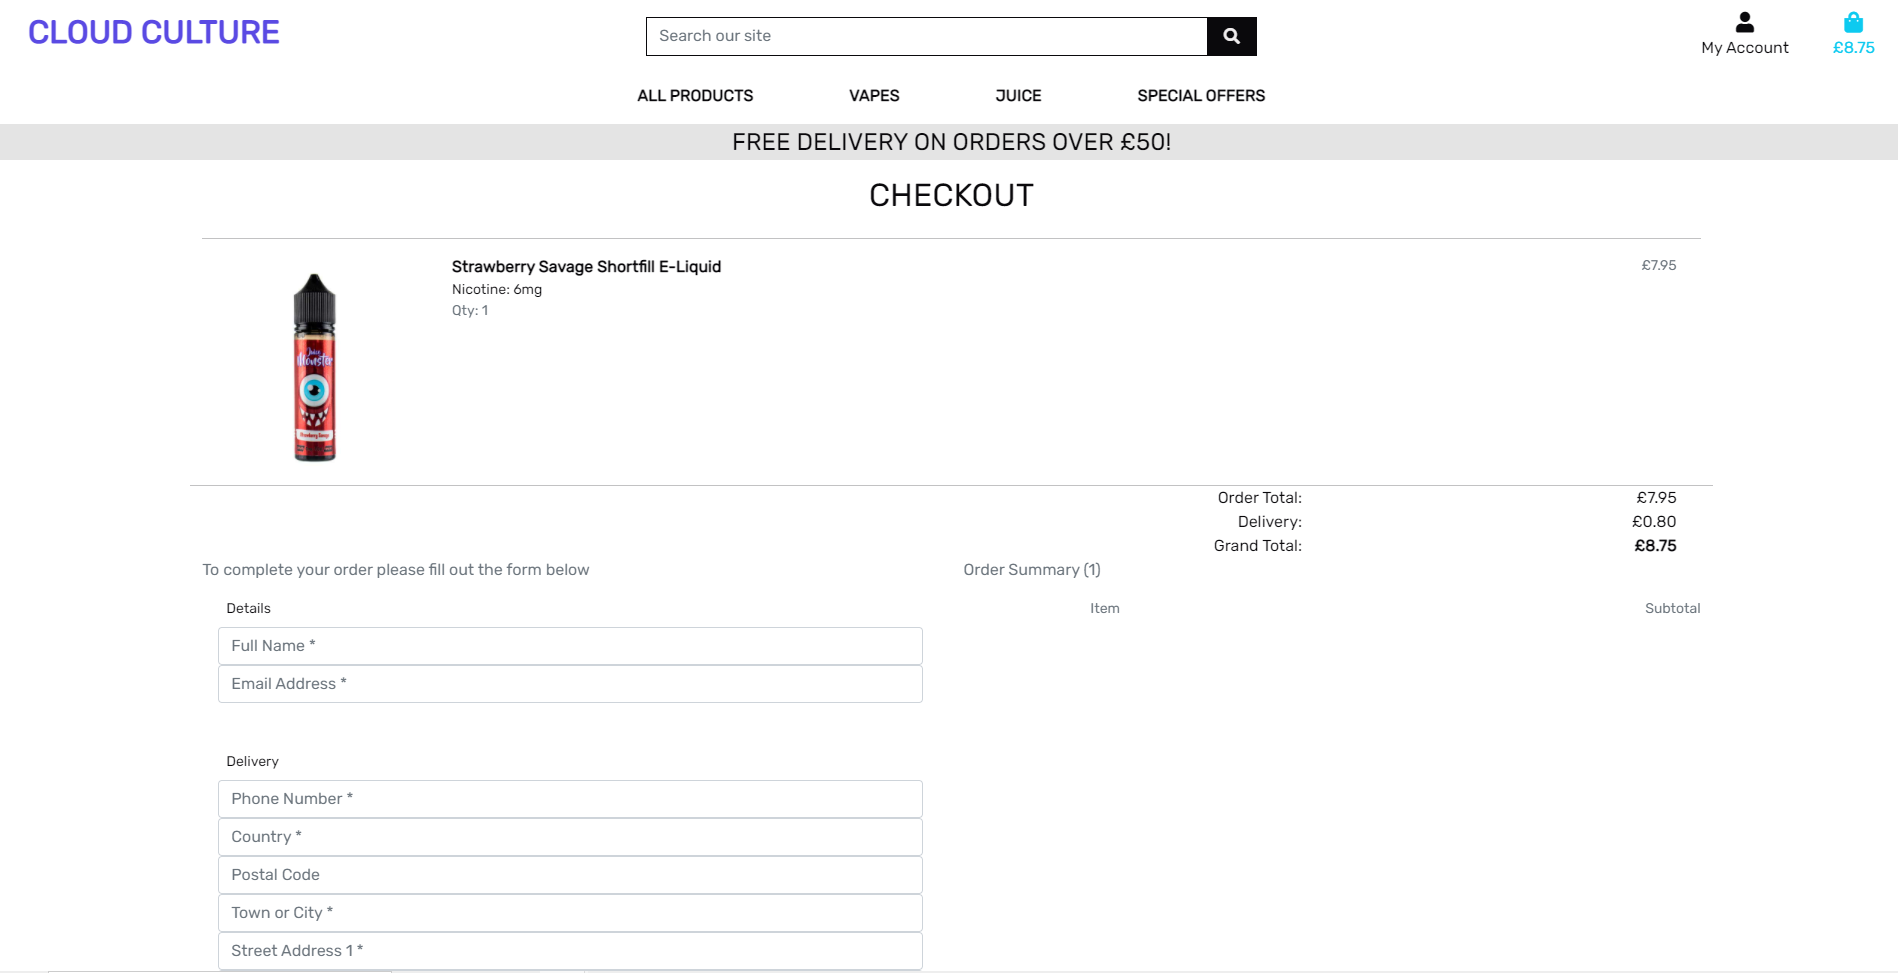 CLOUD CULTURE
Search our site
My Account
£8.75
ALL PRODUCTS VAPES JUICE SPECIAL OFFERS
FREE DELIVERY ON ORDERS OVER £50!
CHECKOUT
Strawberry Savage Shortfill E-Liquid
£7.95
Nicotine: 6mg
Qty: 1
Juice
Monster
Order Total: £7.95
Delivery: £0.80
Grand Total: £8.75
To complete your order please fill out the form below
Order Summary (1)
Details
Item Subtotal
Full Name *
Email Address *
Delivery
Phone Number *
Country *
Postal Code
Town or City *
Street Address 1 *